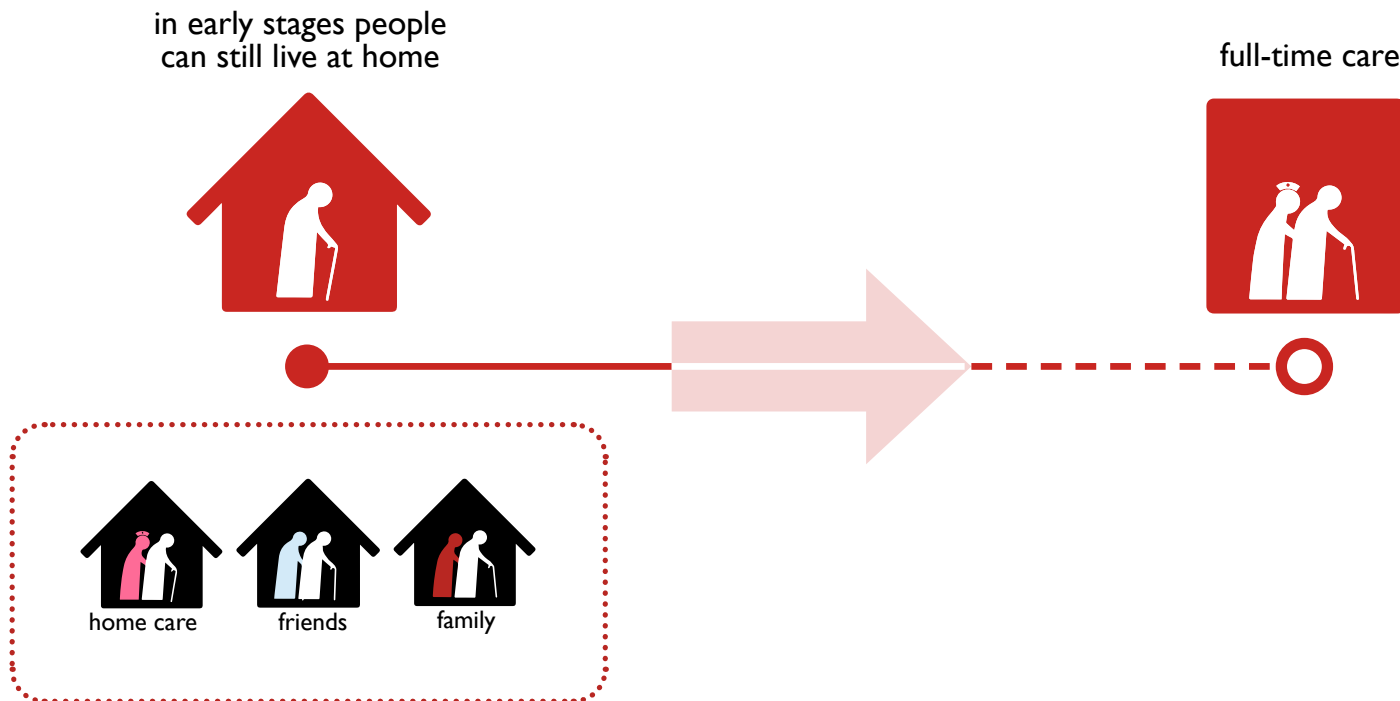 in early stages people
can still live at home
full-time care
home care
friends
family